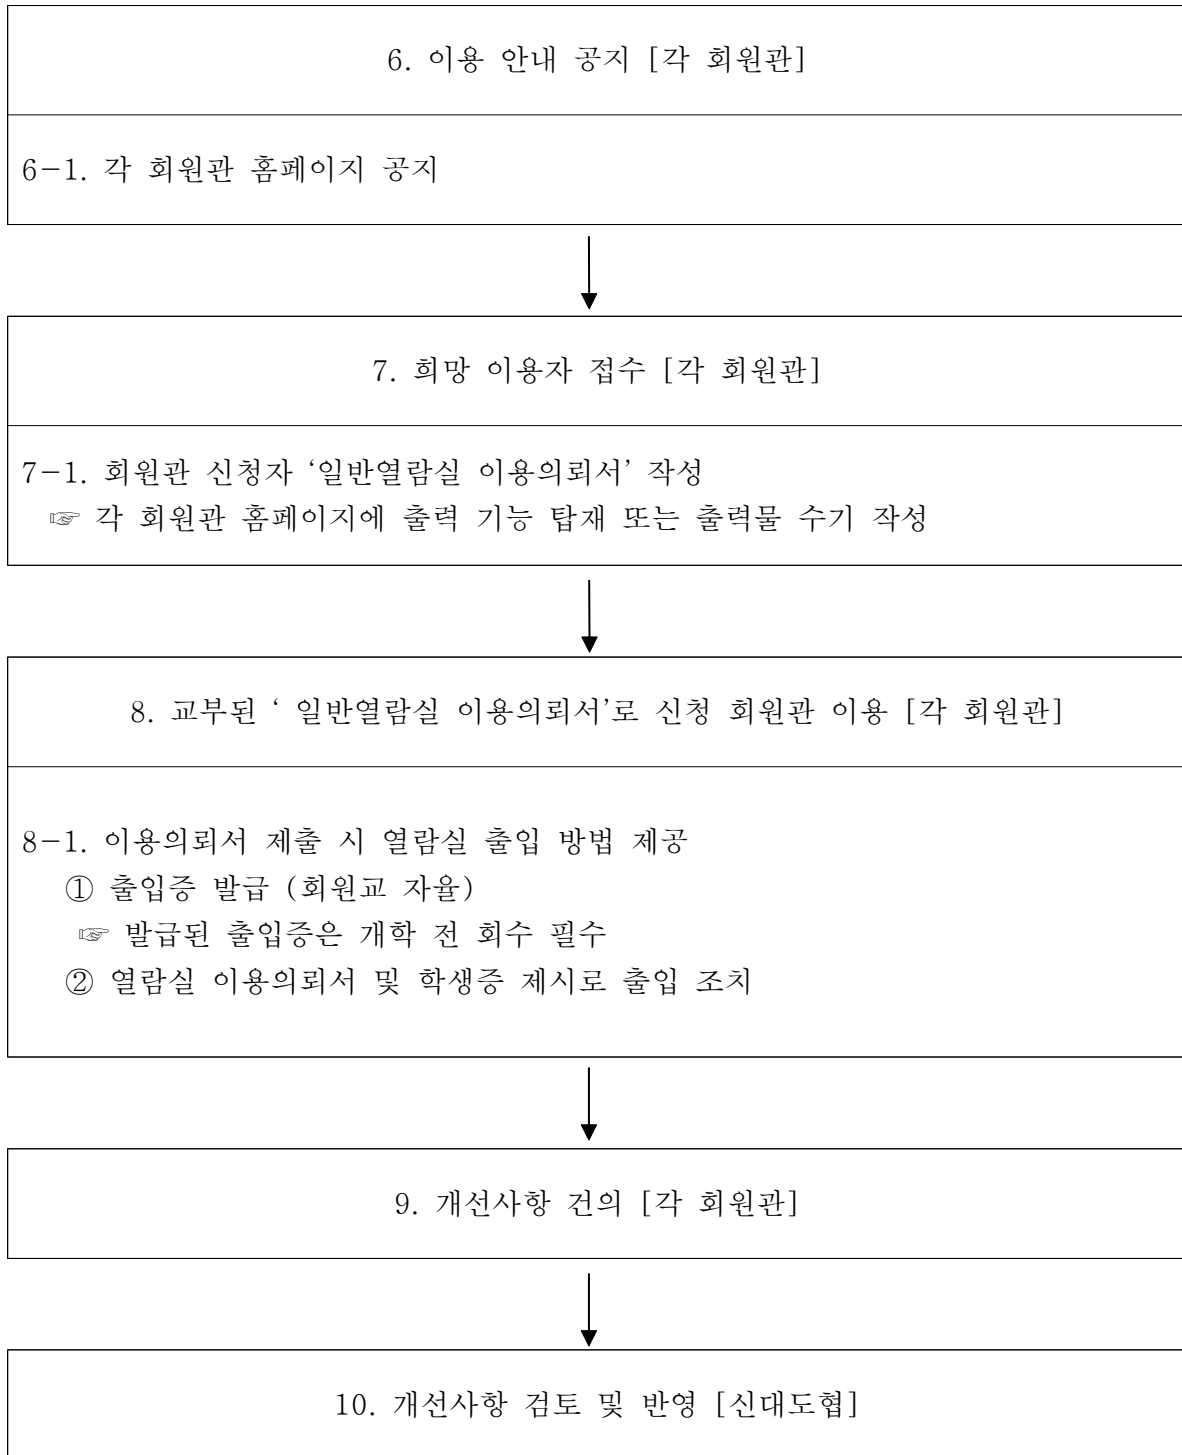 6. 이용 안내 공지 [각 회원관]
6-1. 각 회원관 홈페이지 공지
7. 희망 이용자 접수 [각 회원관]
7-1. 회원관 신청자 ‘일반열람실 이용의뢰서’ 작성
☞ 각 회원관 홈페이지에 출력 기능 탑재 또는 출력물 수기 작성
8. 교부된 ‘ 일반열람실 이용의뢰서’로 신청 회원관 이용 [각 회원관]
8-1. 이용의뢰서 제출 시 열람실 출입 방법 제공
① 출입증 발급 (회원교 자율)
☞ 발급된 출입증은 개학 전 회수 필수
② 열람실 이용의뢰서 및 학생증 제시로 출입 조치
9. 개선사항 건의 [각 회원관]
10. 개선사항 검토 및 반영 [신대도협]